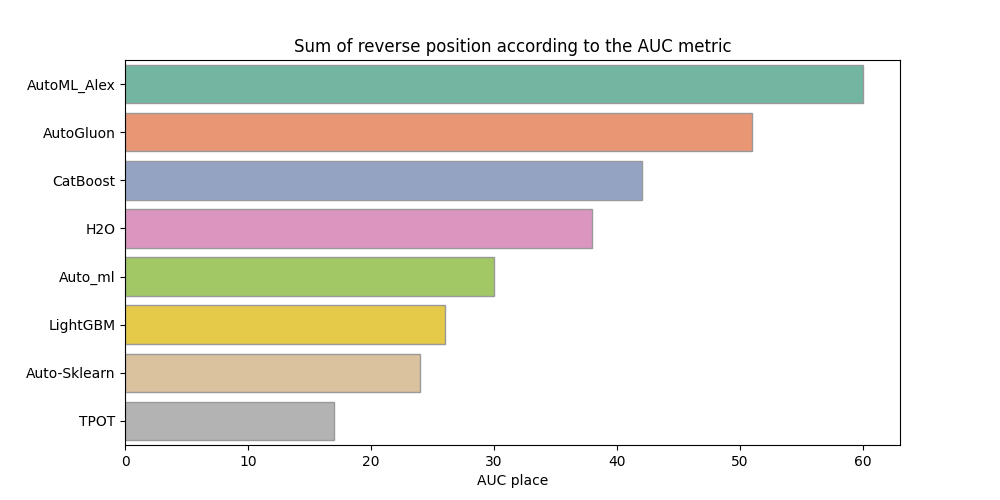 Sum of reverse position according to the AUC metric
AutoML_Alex
AutoGluon
CatBoost
H2O
Auto_ml
LightGBM
Auto-Sklearn
TPOT
0 10 20 30 40 50 60
AUC place